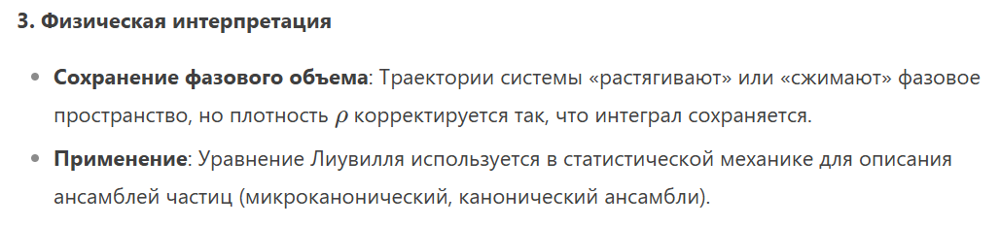 3. Физическая интерпретация
• Сохранение фазового объема: Траектории системы «растягивают» или «сжимают» фазовое
пространство, но плотность ρ корректируется так, что интеграл сохраняется.
• Применение: Уравнение Лиувилля используется в статистической механике для описания
ансамблей частиц (микроканонический, канонический ансамбли).